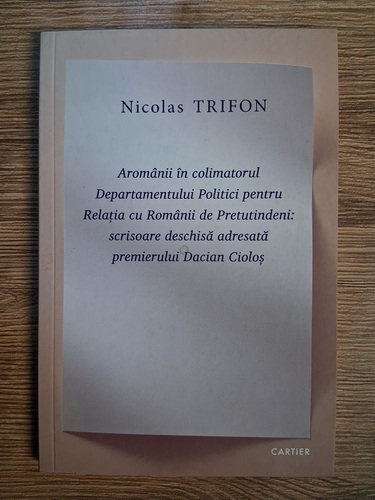 Nicolas TRIFON
Aromânii în colimatorul
Departamentului Politici pentru
Relația cu Românii de Pretutindeni:
scrisoare deschisă adresată
premierului Dacian Cioloș
CARTIER